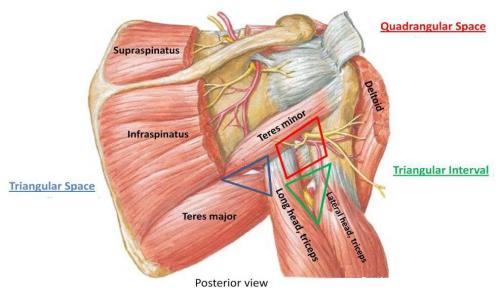 Quadrangular Space
Supraspinatus
Deltoid
Teres minor
Infraspinatus
Triangular Interval
Triangular Space
Teres major
Long head, triceps
Lateral head, triceps
Posterior view